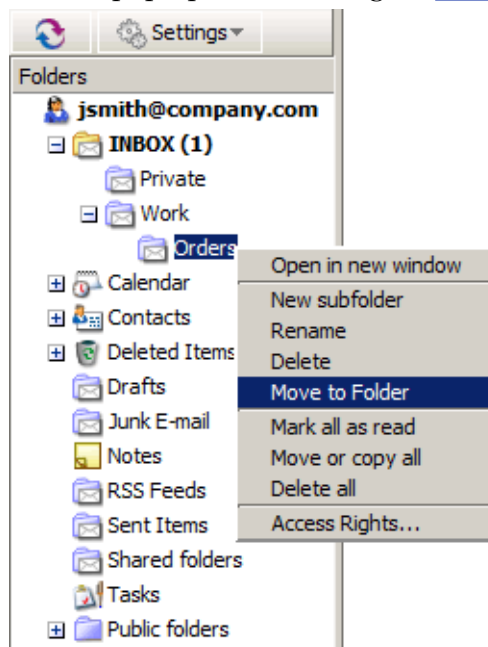 Settings
Folders
jsmith@company.com
INBOX (1)
Private
Work
Orders
Open in new window
Calendar
New subfolder
Contacts
Rename
Deleted Items
Delete
Drafts
Move to Folder
Junk E-mail
Mark all as read
Notes
Move or copy all
RSS Feeds
Delete all
Sent Items
Access Rights...
Shared folders
Tasks
Public folders